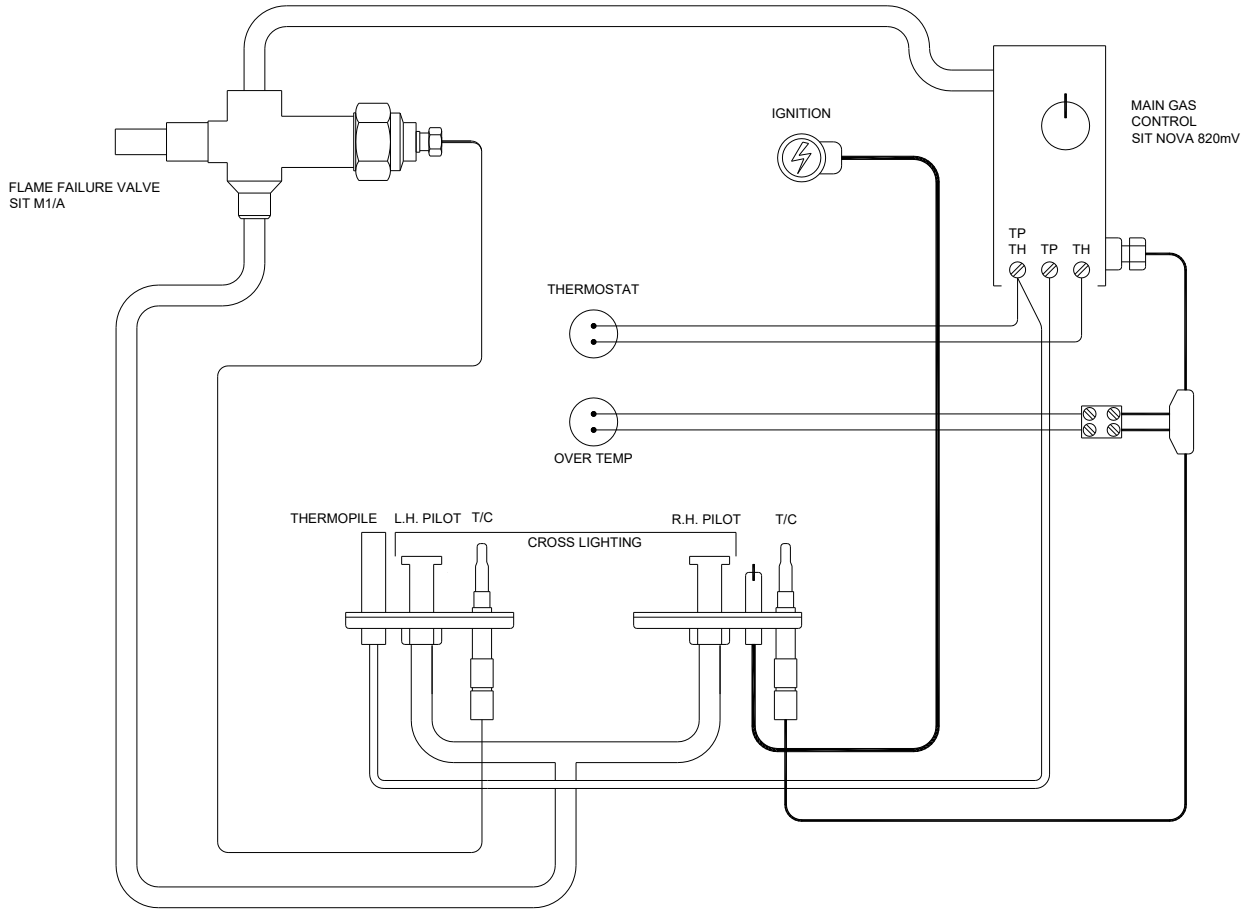 IGNITION
MAIN GAS
CONTROL
SIT NOVA 820mV
FLAME FAILURE VALVE
SIT M1/A
TP
TH TP TH
THERMOSTAT
OVER TEMP
THERMOPILE L.H. PILOT T/C R.H. PILOT T/C
CROSS LIGHTING